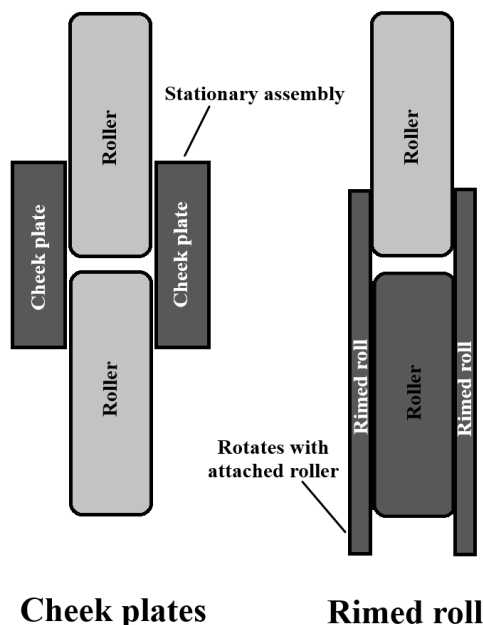 Roller
Stationary assembly
Cheek plate
Cheek plate
Roller
Roller
Rimed roll
Roller
Rimed roll
Rotates with
attached roller
Cheek plates
Rimed roll